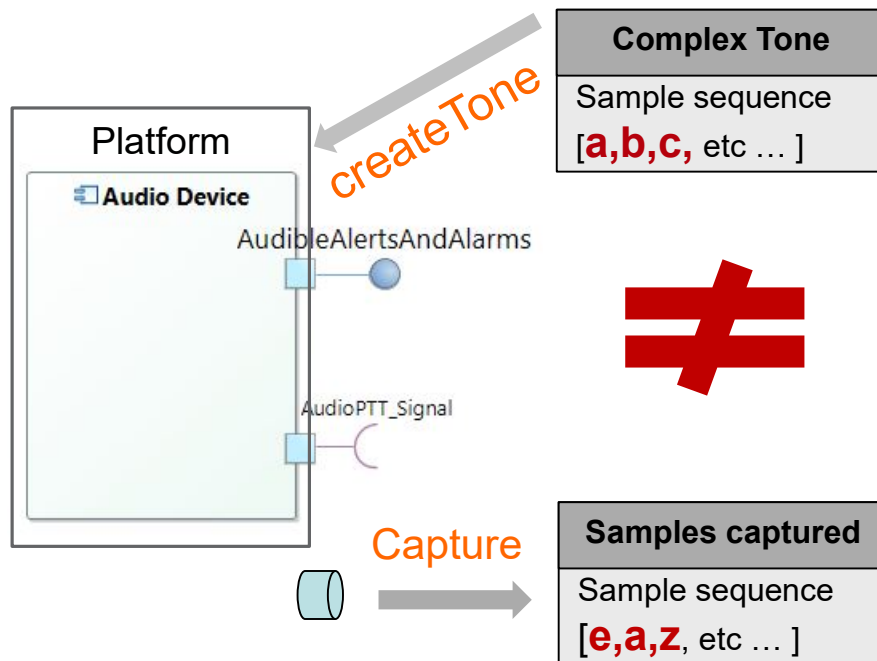 Complex Tone
Sample sequence
[a,b,c, etc … ]
createTone
Platform
Audio Device
AudibleAlertsAndAlarms
AudioPTT_Signal
Capture
Samples captured
Sample sequence
[e,a,z, etc … ]